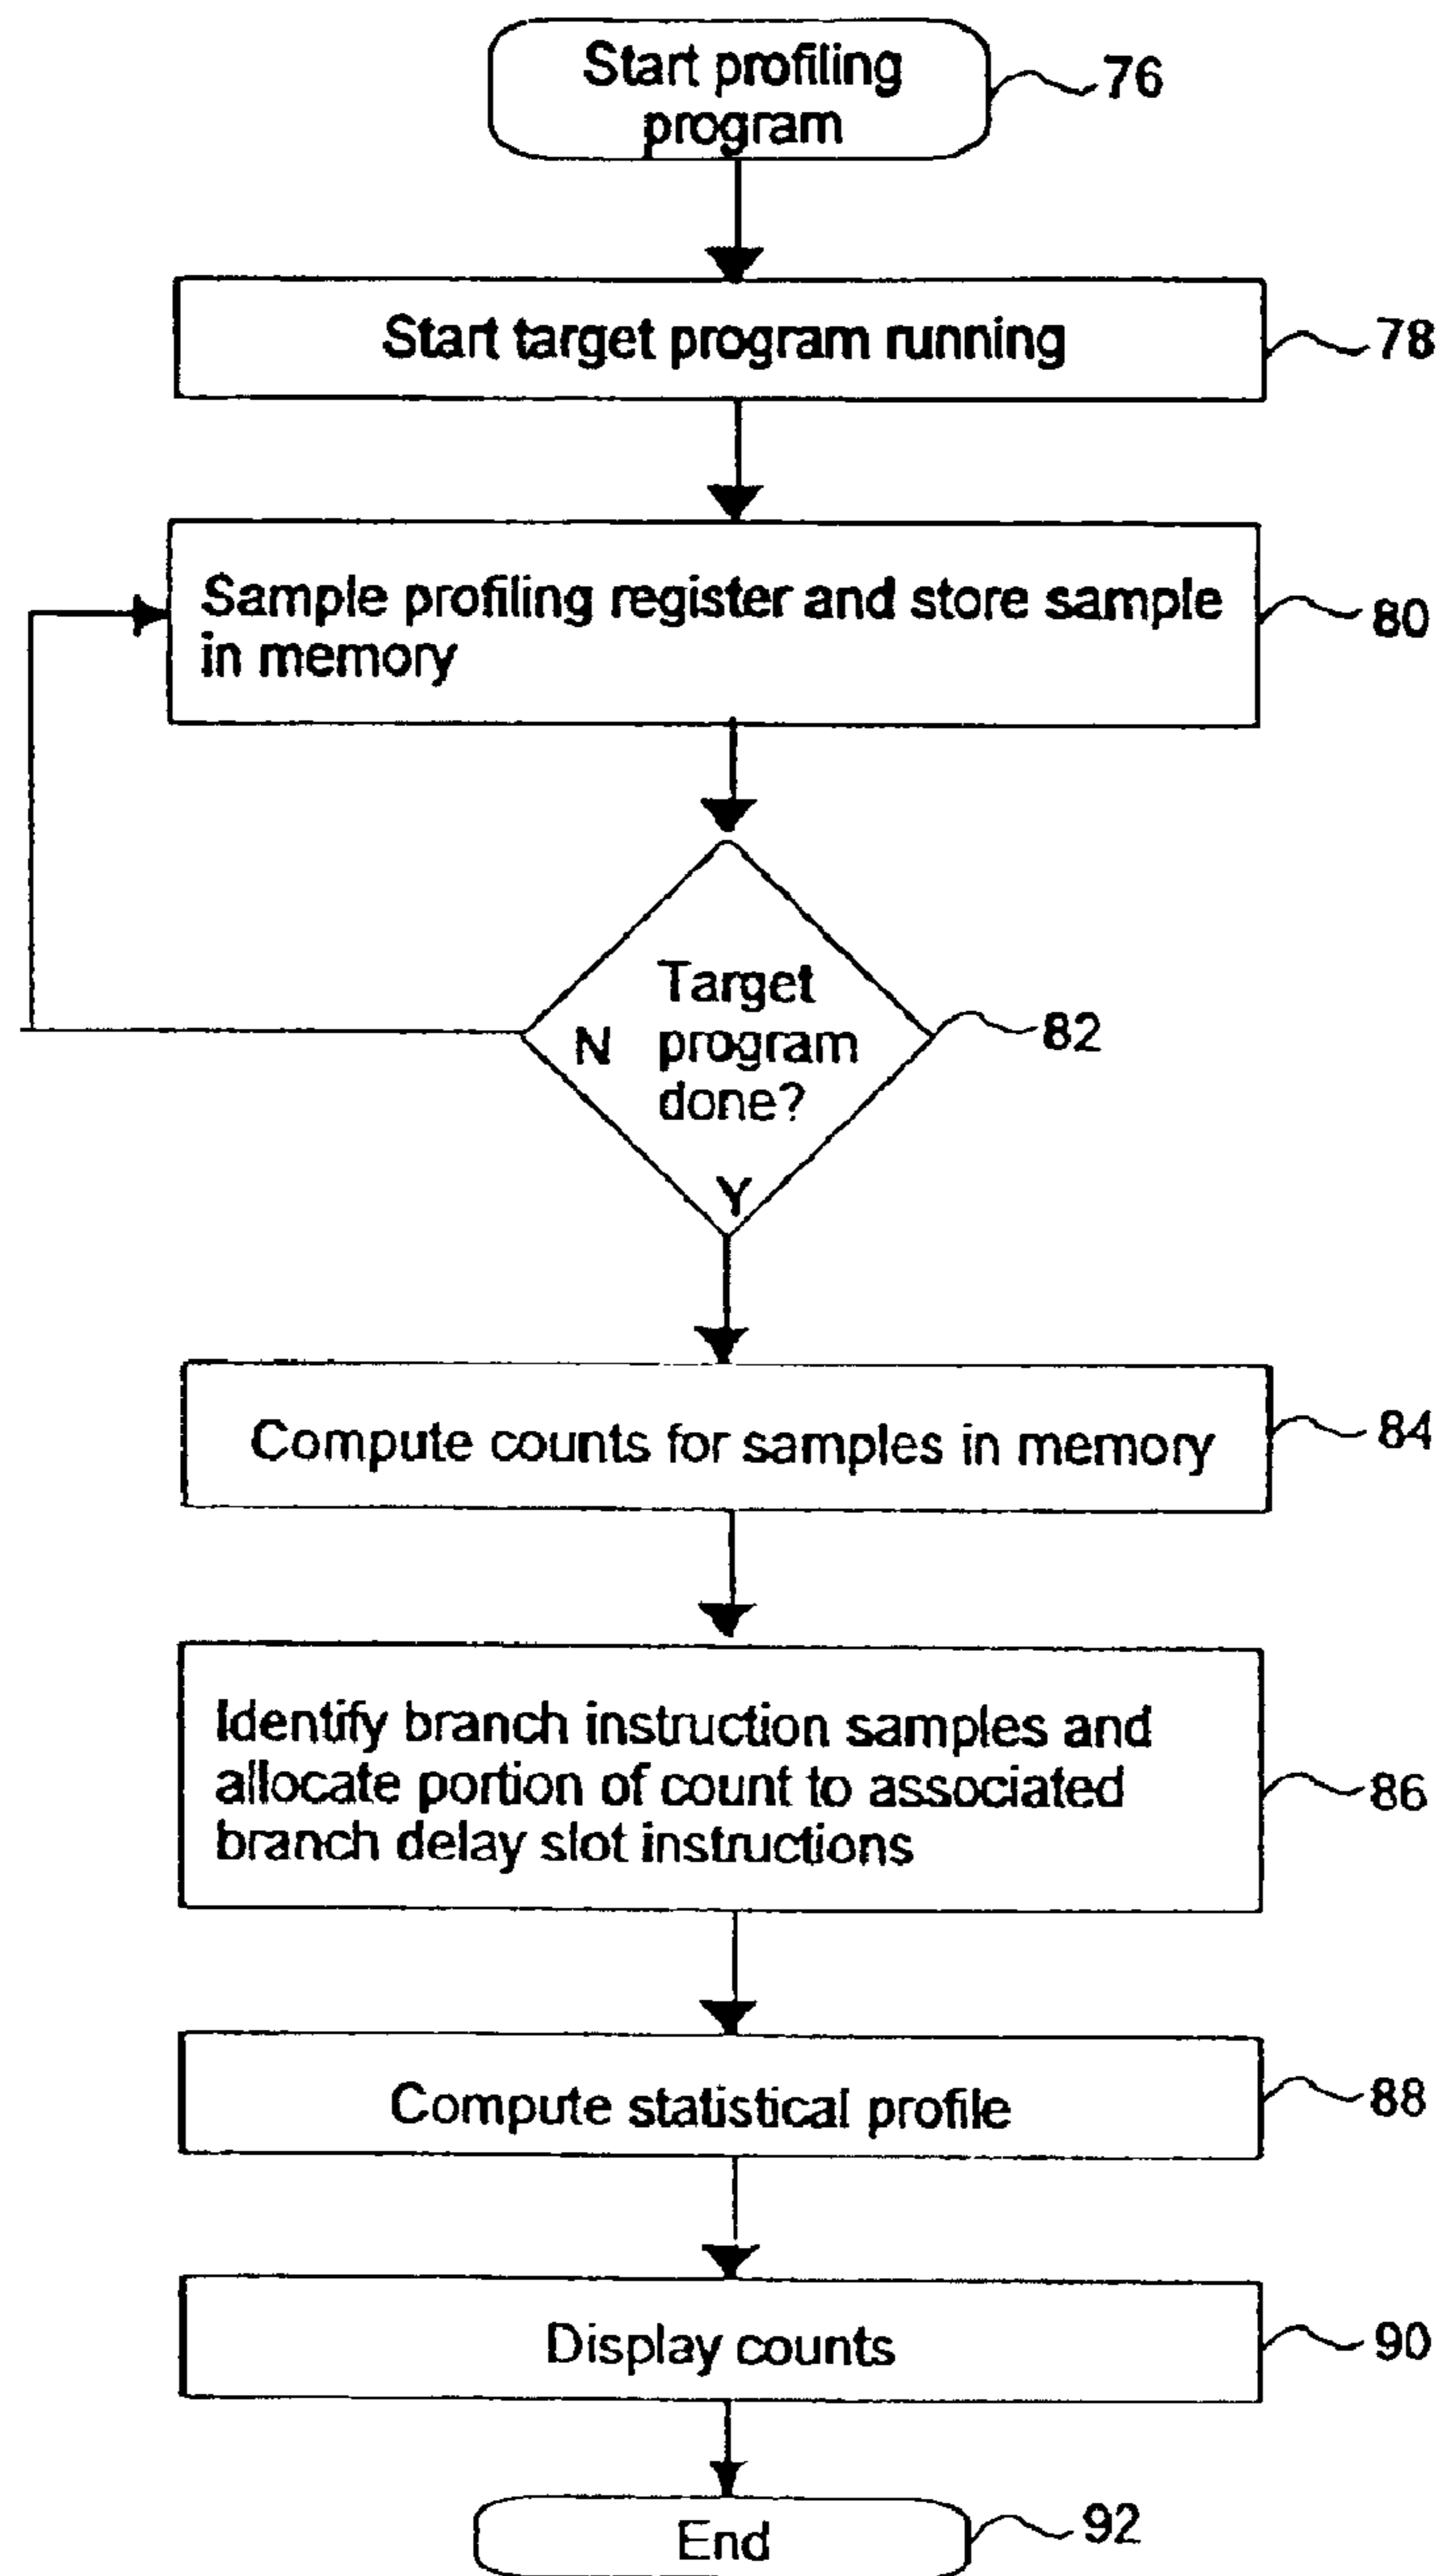 Start profiling
program
76
Start target program running
78
Sample profiling register and store sample
in memory
80
Target
N program
done?
Y
82
Compute counts for samples in memory
84
Identify branch instruction samples and
allocate portion of count to associated
branch delay slot instructions
86
Compute statistical profile
88
Display counts
90
End
92